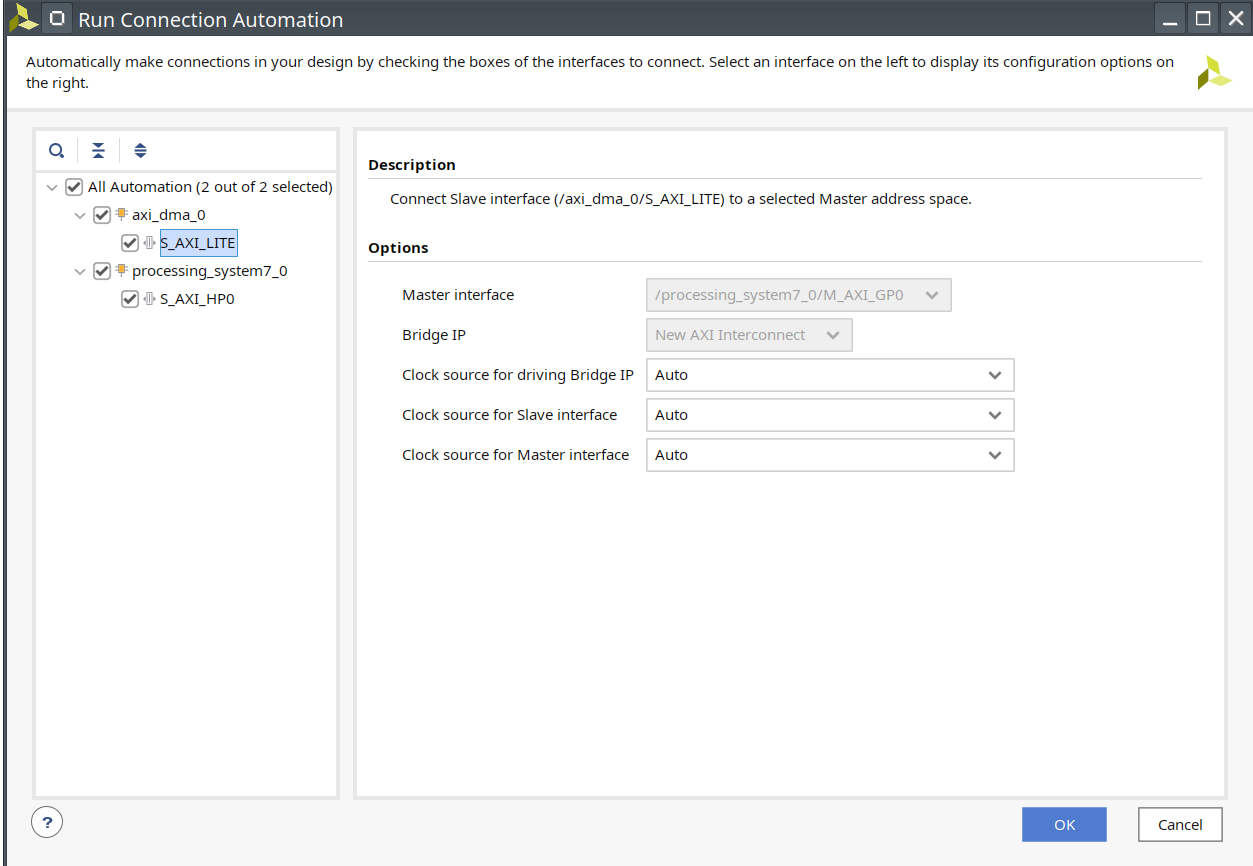 Run Connection Automation
Automatically make connections in your design by checking the boxes of the interfaces to connect. Select an interface on the left to display its configuration options on
the right.
All Automation (2 out of 2 selected)
axi_dma_0
S_AXI_LITE
processing_system7_0
S_AXI_HP0
Description
Connect Slave interface (/axi_dma_0/S_AXI_LITE) to a selected Master address space.
Options
Master interface /processing_system7_0/M_AXI_GP0
Bridge IP New AXI Interconnect
Clock source for driving Bridge IP Auto
Clock source for Slave interface Auto
Clock source for Master interface Auto
? OK Cancel